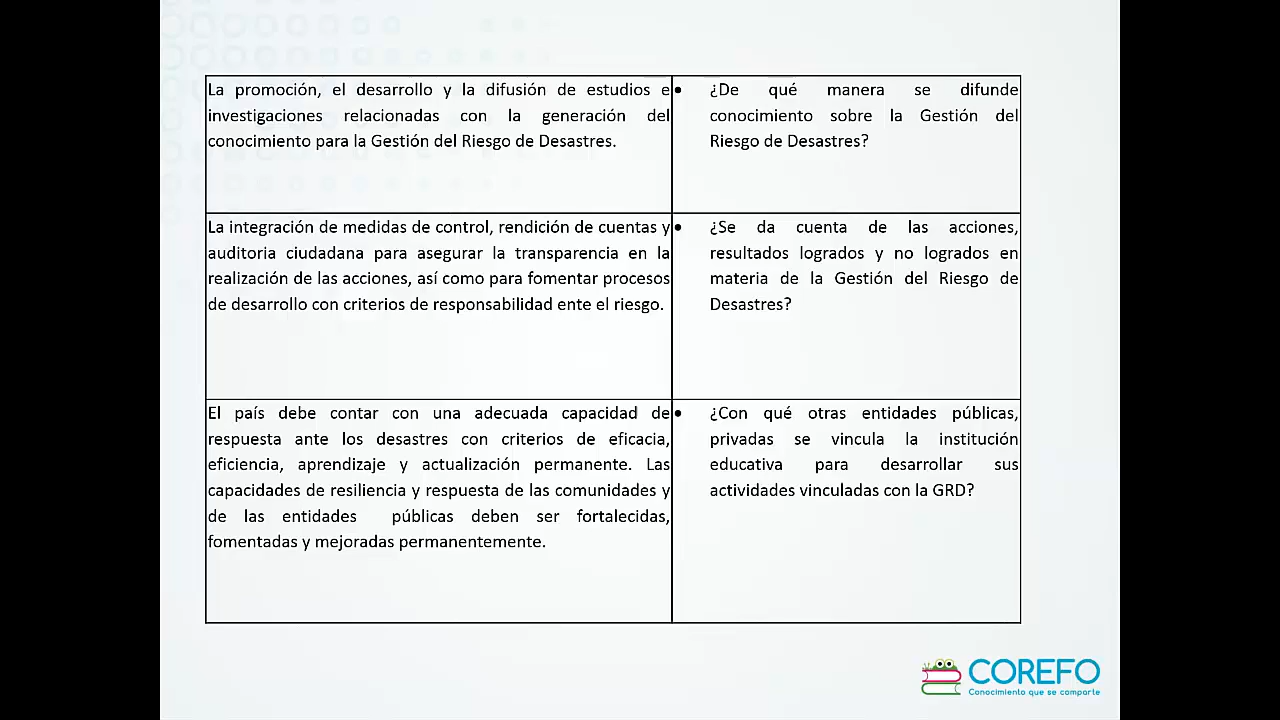 La promoción, el desarrollo y la difusión de estudios e
investigaciones relacionadas con la generación del
conocimiento para la Gestión del Riesgo de Desastres.
• ¿De qué manera se difunde
conocimiento sobre la Gestión del
Riesgo de Desastres?
La integración de medidas de control, rendición de cuentas y
auditoria ciudadana para asegurar la transparencia en la
realización de las acciones, así como para fomentar procesos
de desarrollo con criterios de responsabilidad ente el riesgo.
• ¿Se da cuenta de las acciones,
resultados logrados y no logrados en
materia de la Gestión del Riesgo de
Desastres?
El país debe contar con una adecuada capacidad de
respuesta ante los desastres con criterios de eficacia,
eficiencia, aprendizaje y actualización permanente. Las
capacidades de resiliencia y respuesta de las comunidades y
de las entidades públicas deben ser fortalecidas,
fomentadas y mejoradas permanentemente.
• ¿Con qué otras entidades públicas,
privadas se vincula la institución
educativa para desarrollar sus
actividades vinculadas con la GRD?
COREFO
Conocimiento que se comparte